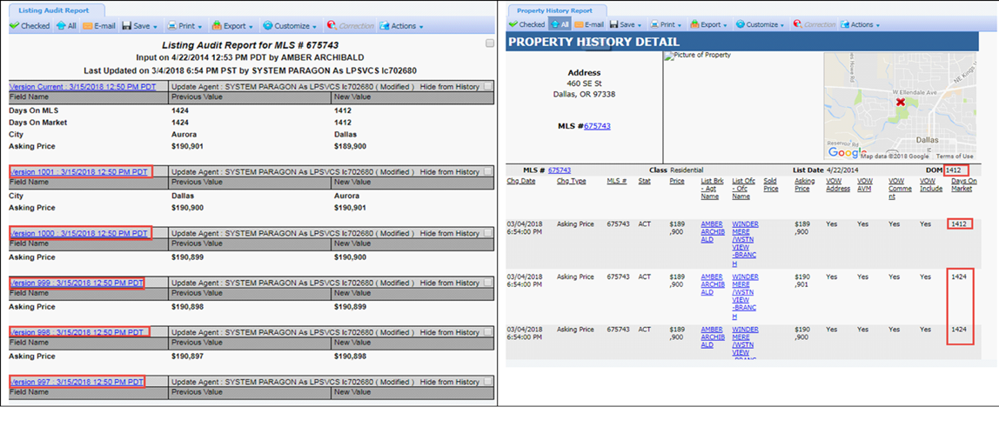 Listing Audit Report
Checked All E-mail Save Print Export Customize Correction Actions
Listing Audit Report for MLS # 675743
Input on 4/22/2014 12:53 PM PDT by AMBER ARCHIBALD
Last Updated on 3/4/2018 6:54 PM PST by SYSTEM PARAGON As LPSVCS lc702680
Version Current : 3/15/2018 12:50 PM PDT Update Agent : SYSTEM PARAGON As LPSVCS lc702680 ( Modified ) Hide from History
Field Name Previous Value New Value
Days On MLS 1424 1412
Days On Market 1424 1412
City Aurora Dallas
Asking Price $190,901 $189,900
Version 1001 : 3/15/2018 12:50 PM PDT Update Agent : SYSTEM PARAGON As LPSVCS lc702680 ( Modified ) Hide from History
Field Name Previous Value New Value
City Dallas Aurora
Asking Price $190,900 $190,901
Version 1000 : 3/15/2018 12:50 PM PDT Update Agent : SYSTEM PARAGON As LPSVCS lc702680 ( Modified ) Hide from History
Field Name Previous Value New Value
Asking Price $190,899 $190,900
Version 999 : 3/15/2018 12:50 PM PDT Update Agent : SYSTEM PARAGON As LPSVCS lc702680 ( Modified ) Hide from History
Field Name Previous Value New Value
Asking Price $190,898 $190,899
Version 998 : 3/15/2018 12:50 PM PDT Update Agent : SYSTEM PARAGON As LPSVCS lc702680 ( Modified ) Hide from History
Field Name Previous Value New Value
Asking Price $190,897 $190,898
Version 997 : 3/15/2018 12:50 PM PDT Update Agent : SYSTEM PARAGON As LPSVCS lc702680 ( Modified ) Hide from History
Field Name Previous Value New Value
Property History Report
Checked All E-mail Save Print Export Customize Correction Actions
PROPERTY HISTORY DETAIL
Address
460 SE St
Dallas, OR 97338
MLS #675743
Picture of Property
W. Ellendale Ave.
Dallas
Google Map data ©2018 Google Terms of Use
MLS # 675743 Class Residential List Date 4/22/2014 DOM 1412
Chg Date Chg Type MLS # Stat Price List Brk List Ofc Sold Asking VOW VOW VOW VOW Days On
- Agt - Ofc Price Price Address AVM Comme Include Market
Name Name nt
03/04/2018 Asking Price 675743 ACT $189 AMBER WINDER $189 Yes Yes Yes Yes 1412
6:54:00 PM ,900 ARCHIB MERE ,900
ALD /WSTN
VIEW
-BRANC
H
03/04/2018 Asking Price 675743 ACT $189 AMBER WINDER $190 Yes Yes Yes Yes 1424
6:54:00 PM ,900 ARCHIB MERE ,901
ALD /WSTN
VIEW
-BRANC
H
03/04/2018 Asking Price 675743 ACT $189 AMBER WINDER $190 Yes Yes Yes Yes 1424
6:54:00 PM ,900 ARCHIB MERE ,900
ALD /WSTN
VIEW
-BRANC